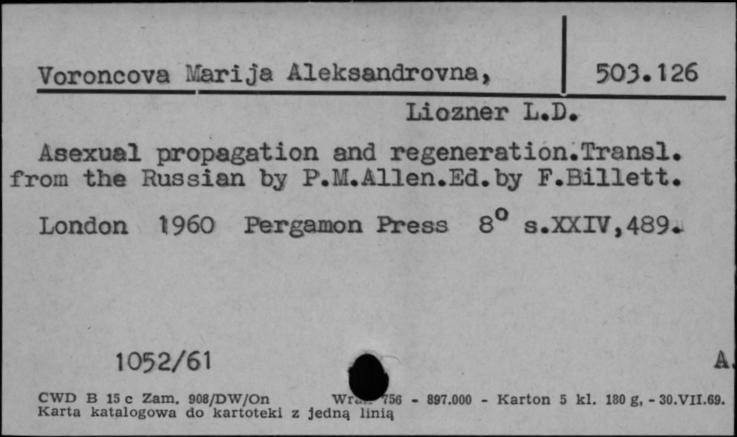 Voroncova Marija Aleksandrovna, 503.126
Liozner L.D.
Asexual propagation and regeneration.Transl.
from the Russian by P.M.Allen.Ed.by F.Billett.
London 1960 Pergamon Press 8° s.XXIV,489.
1052/61 A.
CWD B 15 c Zam. 908/DW/On 756 - 897.000 - Karton 5 kl. 180 g, - 30.VII.69.
Karta katalogowa do kartoteki z jedną linią